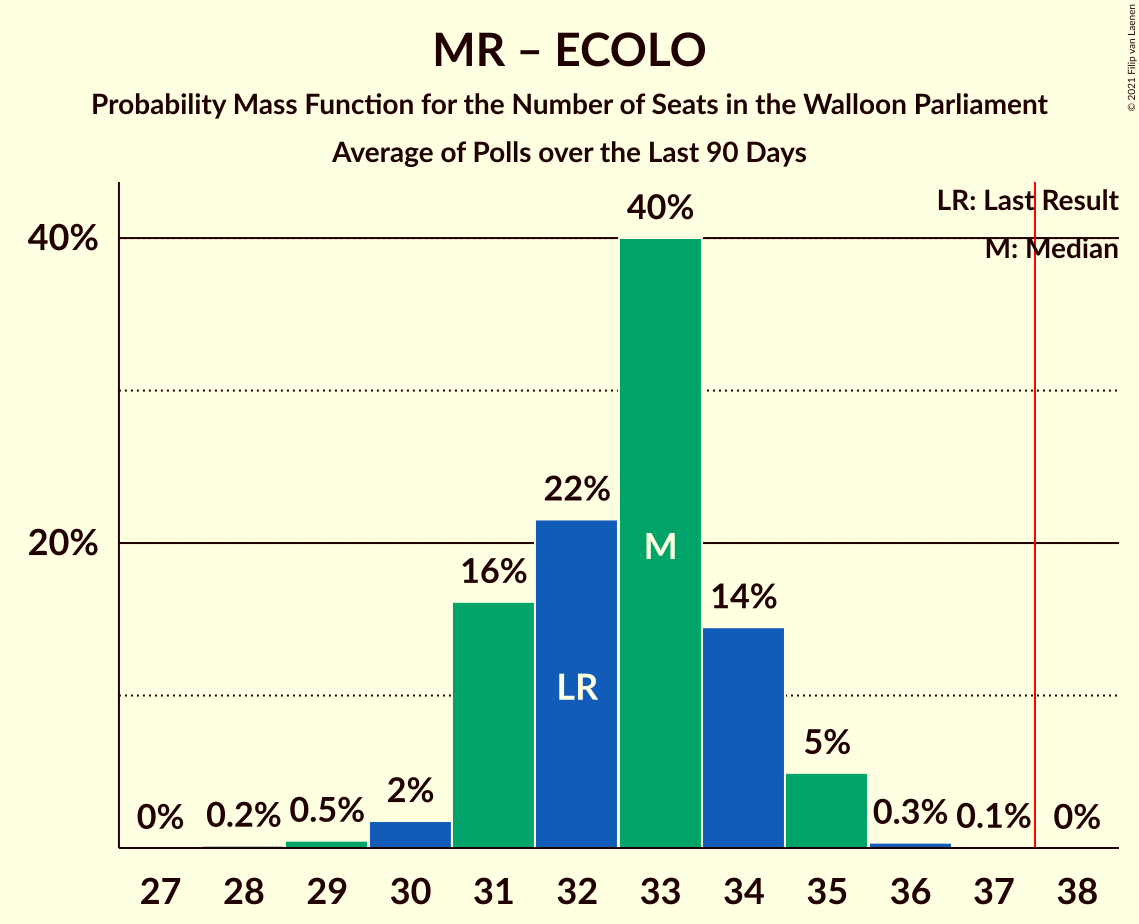 MR – ECOLO
Probability Mass Function for the Number of Seats in the Walloon Parliament
Average of Polls over the Last 90 Days
© 2021 Filip van Laenen
LR: Last Result
M: Median
40%
20%
0%
0.2%
0.5%
2%
16%
22%
40%
14%
5%
0.3%
0.1%
0%
M
LR
27 28 29 30 31 32 33 34 35 36 37 38